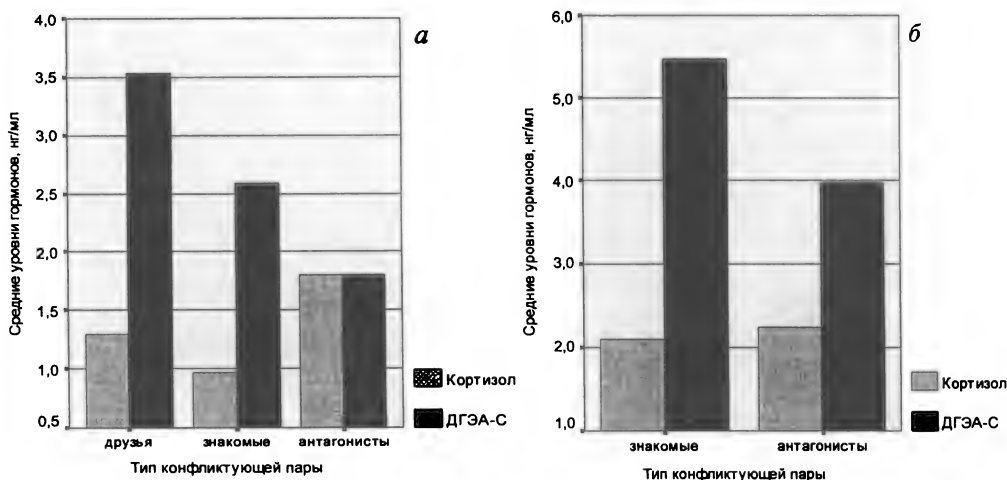 а
Средние уровни гормонов, нг/мл
4,0
3,5
3,0
2,5
2,0
1,5
1,0
0,5
друзья знакомые антагонисты
Тип конфликтующей пары
Кортизол
ДГЭА-С
б
Средние уровни гормонов, нг/мл
6,0
5,0
4,0
3,0
2,0
1,0
знакомые антагонисты
Тип конфликтующей пары
Кортизол
ДГЭА-С